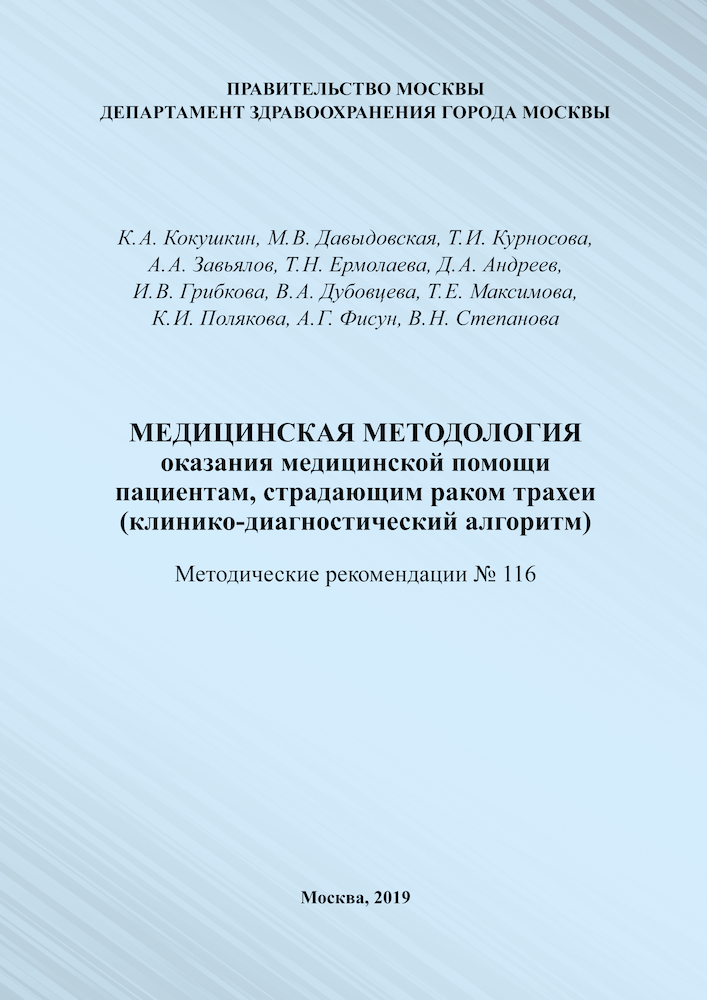 ПРАВИТЕЛЬСТВО МОСКВЫ
ДЕПАРТАМЕНТ ЗДРАВООХРАНЕНИЯ ГОРОДА МОСКВЫ
К. А. Кокушкин, М. В. Давыдовская, Т. И. Курносова,
А. А. Завьялов, Т. Н. Ермолаева, Д. А. Андреев,
И. В. Грибкова, В. А. Дубовцева, Т. Е. Максимова,
К. И. Полякова, А. Г. Фисун, В. Н. Степанова
МЕДИЦИНСКАЯ МЕТОДОЛОГИЯ
оказания медицинской помощи
пациентам, страдающим раком трахеи
(клинико-диагностический алгоритм)
Методические рекомендации № 116
Москва, 2019